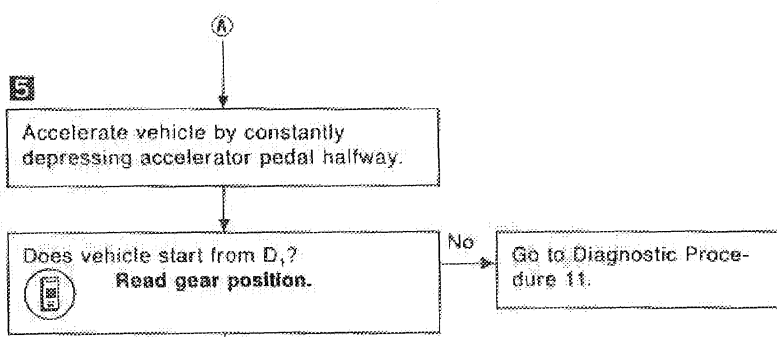 A
5
Accelerate vehicle by constantly
depressing accelerator pedal halfway.
Does vehicle start from D₁?
Read gear position.
No
Go to Diagnostic Proce-
dure 11.